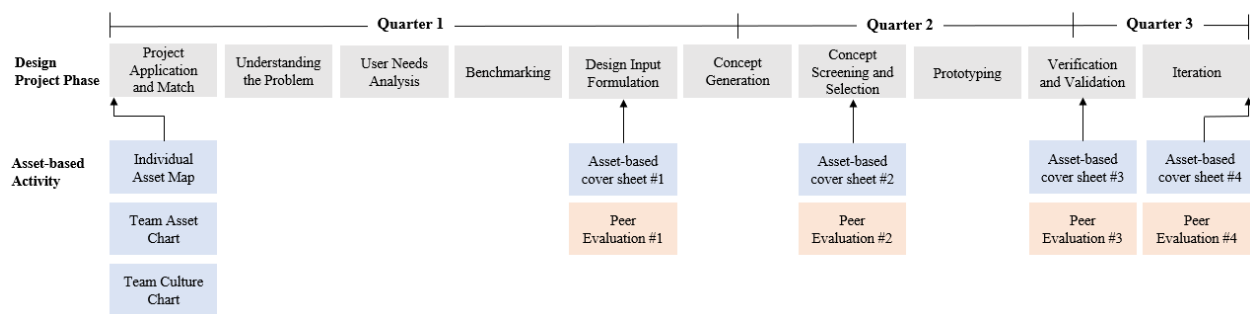 Quarter 1
Quarter 2
Quarter 3
Design
Project Phase
Project
Application
and Match
Understanding
the Problem
User Needs
Analysis
Benchmarking
Design Input
Formulation
Concept
Generation
Concept
Screening and
Selection
Prototyping
Verification
and Validation
Iteration
Asset-based
Activity
Individual
Asset Map
Asset-based
cover sheet #1
Asset-based
cover sheet #2
Asset-based
cover sheet #3
Asset-based
cover sheet #4
Team Asset
Chart
Peer
Evaluation #1
Peer
Evaluation #2
Peer
Evaluation #3
Peer
Evaluation #4
Team Culture
Chart